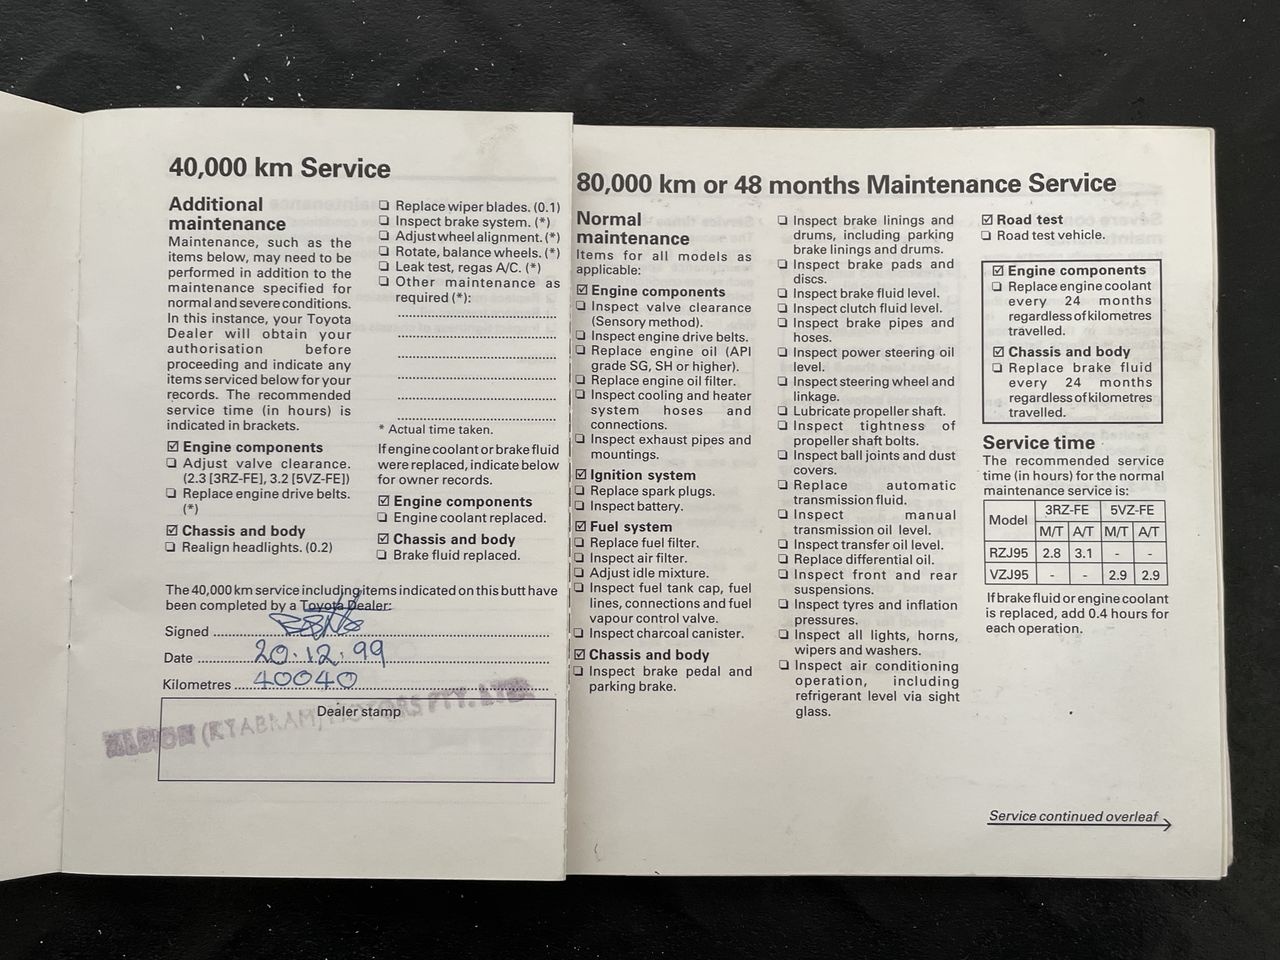 40,000 km Service
Additional
maintenance
Maintenance, such as the
items below, may need to be
performed in addition to the
maintenance specified for
normal and severe conditions.
In this instance, your Toyota
Dealer will obtain your
authorisation before
proceeding and indicate any
items serviced below for your
records. The recommended
service time (in hours) is
indicated in brackets.
☑ Engine components
❏ Adjust valve clearance.
(2.3 [3RZ-FE], 3.2 [5VZ-FE])
❏ Replace engine drive belts.
(*)
☑ Chassis and body
❏ Realign headlights. (0.2)
❏ Replace wiper blades. (0.1)
❏ Inspect brake system. (*)
❏ Adjust wheel alignment. (*)
❏ Rotate, balance wheels. (*)
❏ Leak test, regas A/C. (*)
❏ Other maintenance as
required (*):
* Actual time taken.
If engine coolant or brake fluid
were replaced, indicate below
for owner records.
☑ Engine components
❏ Engine coolant replaced.
☑ Chassis and body
❏ Brake fluid replaced.
The 40,000 km service including items indicated on this butt have
been completed by a Toyota Dealer:
Signed
Date 20.12.99
Kilometres 40040
Dealer stamp
(KYABRAM) MOTORS PTY. LTD.
80,000 km or 48 months Maintenance Service
Normal
maintenance
Items for all models as
applicable:
☑ Engine components
❏ Inspect valve clearance
(Sensory method).
❏ Inspect engine drive belts.
❏ Replace engine oil (API
grade SG, SH or higher).
❏ Replace engine oil filter.
❏ Inspect cooling and heater
system hoses and
connections.
❏ Inspect exhaust pipes and
mountings.
☑ Ignition system
❏ Replace spark plugs.
❏ Inspect battery.
☑ Fuel system
❏ Replace fuel filter.
❏ Inspect air filter.
❏ Adjust idle mixture.
❏ Inspect fuel tank cap, fuel
lines, connections and fuel
vapour control valve.
❏ Inspect charcoal canister.
☑ Chassis and body
❏ Inspect brake pedal and
parking brake.
❏ Inspect brake linings and
drums, including parking
brake linings and drums.
❏ Inspect brake pads and
discs.
❏ Inspect brake fluid level.
❏ Inspect clutch fluid level.
❏ Inspect brake pipes and
hoses.
❏ Inspect power steering oil
level.
❏ Inspect steering wheel and
linkage.
❏ Lubricate propeller shaft.
❏ Inspect tightness of
propeller shaft bolts.
❏ Inspect ball joints and dust
covers.
❏ Replace automatic
transmission fluid.
❏ Inspect manual
transmission oil level.
❏ Inspect transfer oil level.
❏ Replace differential oil.
❏ Inspect front and rear
suspensions.
❏ Inspect tyres and inflation
pressures.
❏ Inspect all lights, horns,
wipers and washers.
❏ Inspect air conditioning
operation, including
refrigerant level via sight
glass.
☑ Road test
❏ Road test vehicle.
☑ Engine components
❏ Replace engine coolant
every 24 months
regardless of kilometres
travelled.
☑ Chassis and body
❏ Replace brake fluid
every 24 months
regardless of kilometres
travelled.
Service time
The recommended service
time (in hours) for the normal
maintenance service is:
Model 3RZ-FE 5VZ-FE
M/T A/T M/T A/T
RZJ95 2.8 3.1 - -
VZJ95 - - 2.9 2.9
If brake fluid or engine coolant
is replaced, add 0.4 hours for
each operation.
Service continued overleaf